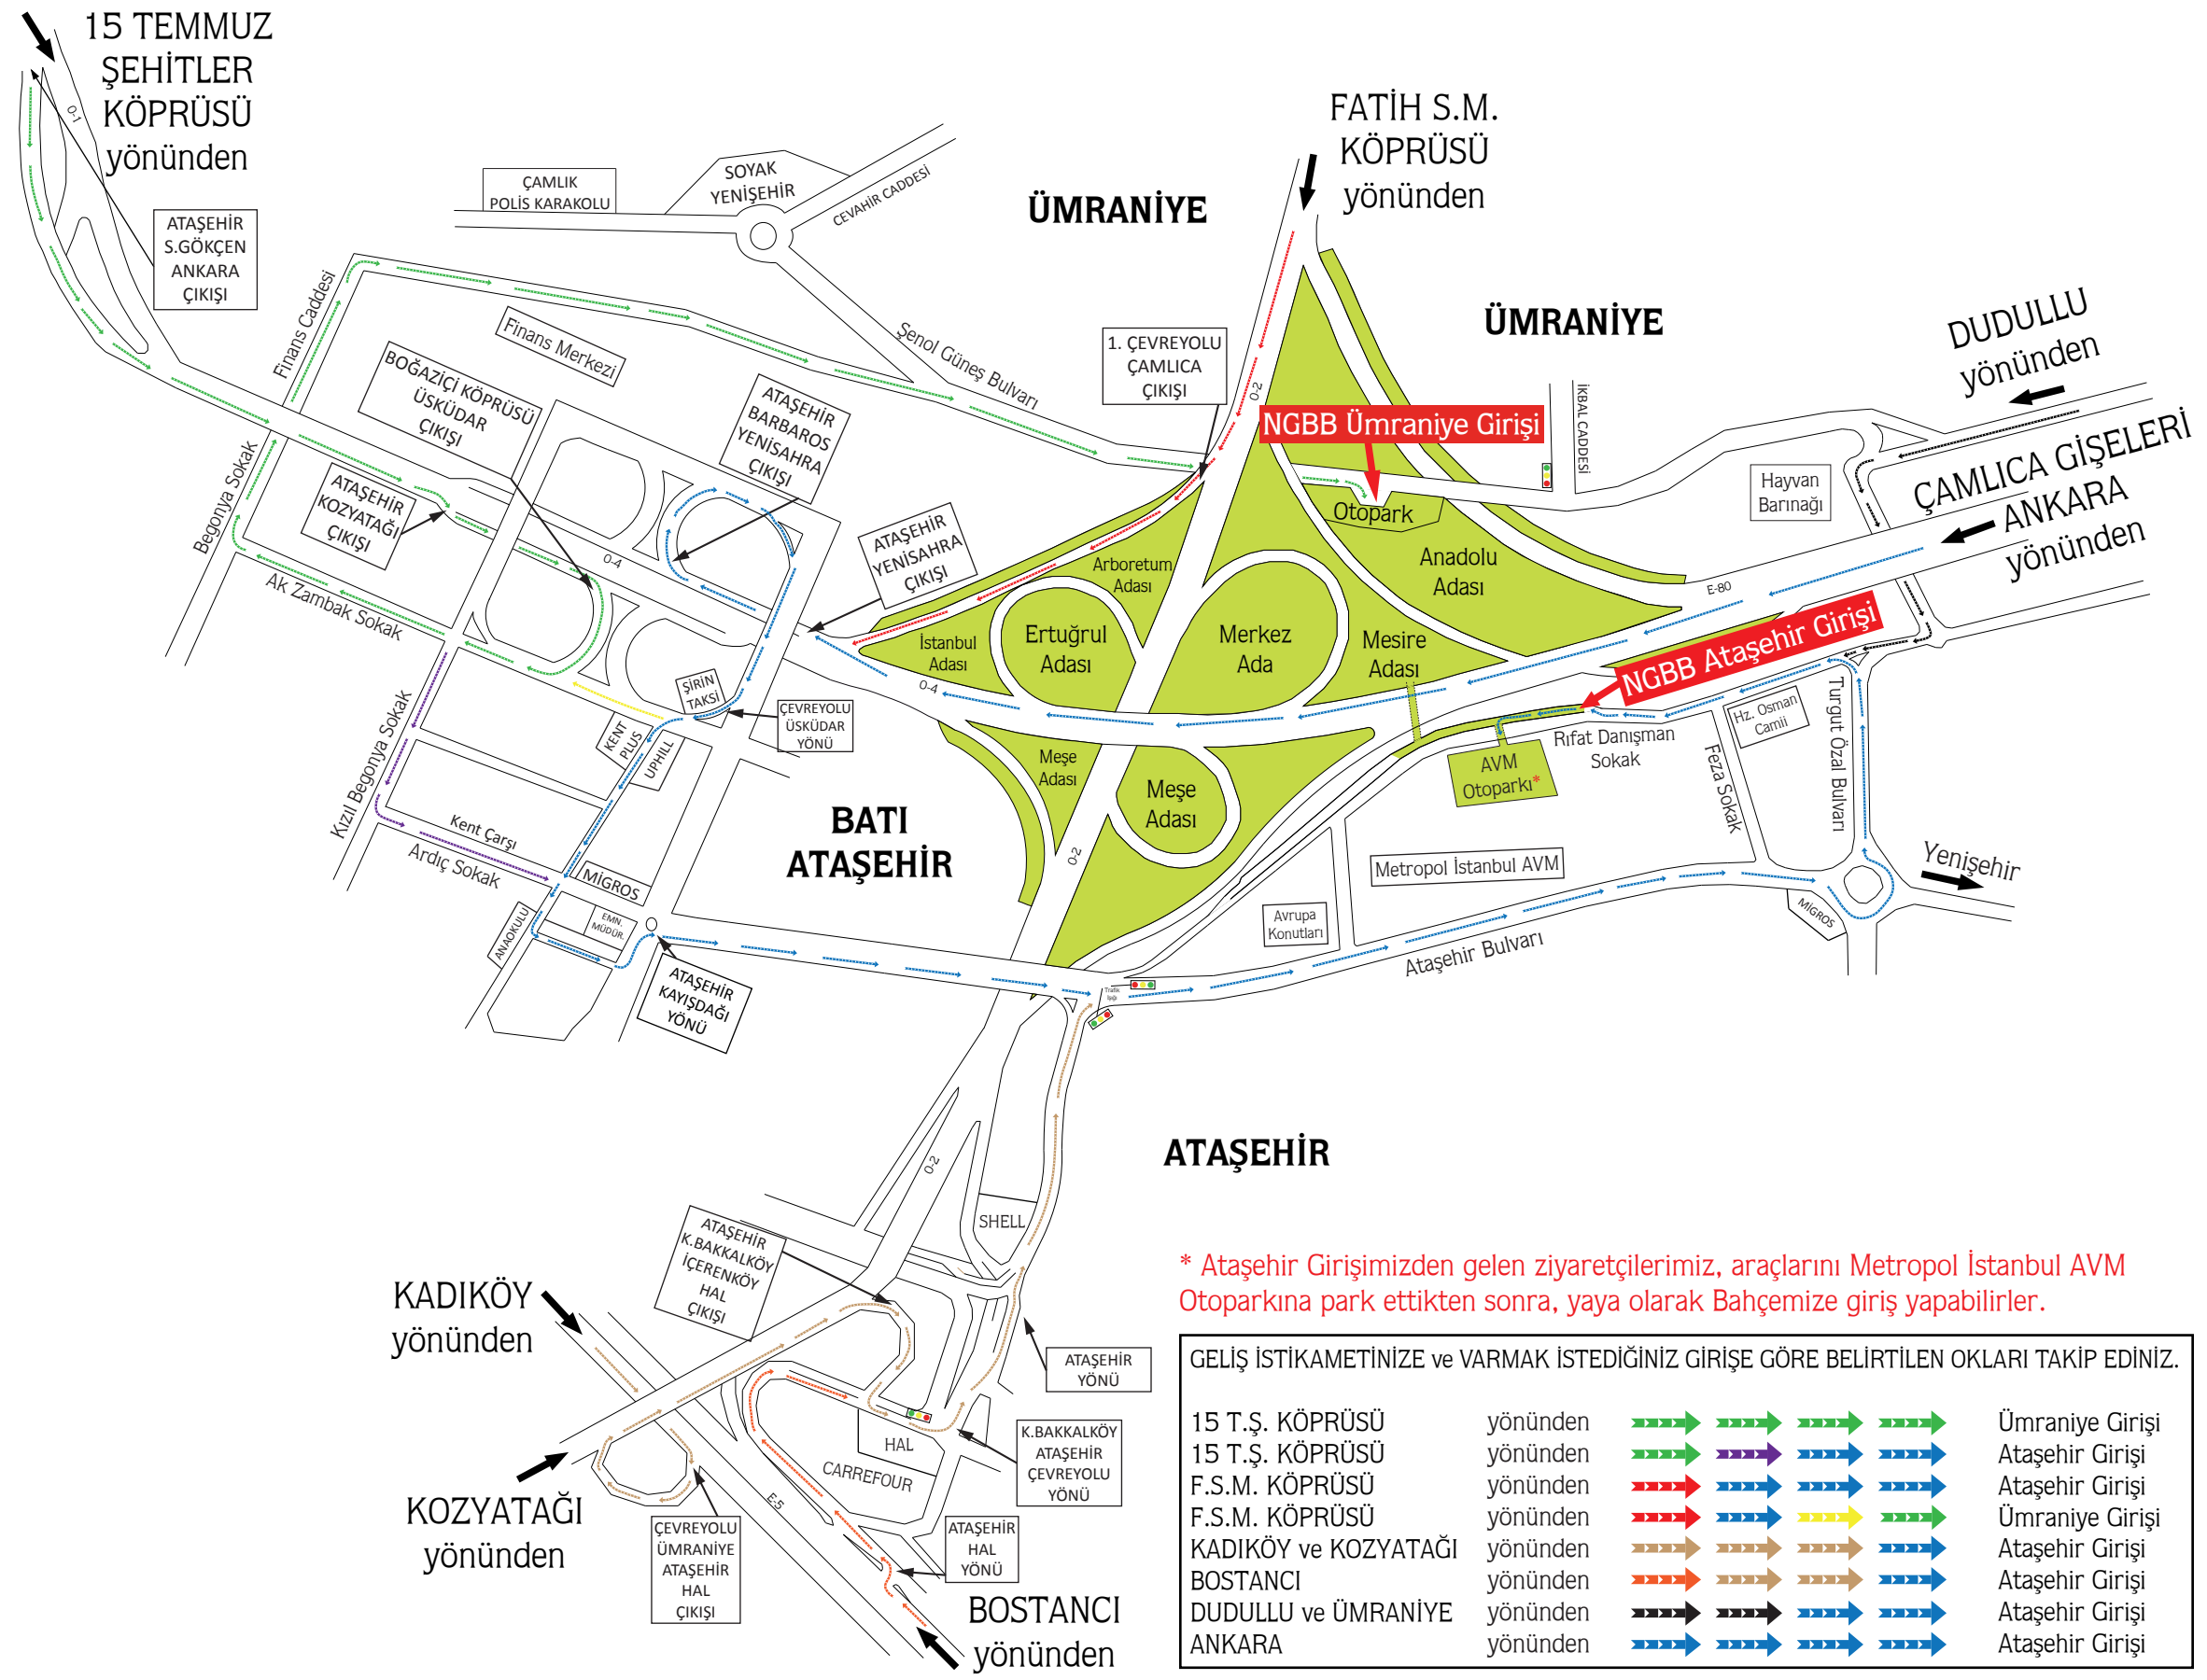 15 TEMMUZ
ŞEHİTLER
KÖPRÜSÜ
yönünden
O-1
ATAŞEHİR
S.GÖKÇEN
ANKARA
ÇIKIŞI
ÇAMLIK
POLİS KARAKOLU
SOYAK
YENİŞEHİR
CEVAHİR CADDESİ
ÜMRANİYE
FATİH S.M.
KÖPRÜSÜ
yönünden
ÜMRANİYE
DUDULLU
yönünden
ÇAMLICA GİŞELERİ
ANKARA
yönünden
Finans Caddesi
Finans Merkezi
Şenol Güneş Bulvarı
1. ÇEVREYOLU
ÇAMLICA
ÇIKIŞI
O-2
NGBB Ümraniye Girişi
İKBAL CADDESİ
Otopark
Hayvan
Barınağı
BOĞAZİÇİ KÖPRÜSÜ
ÜSKÜDAR
ÇIKIŞI
ATAŞEHİR
BARBAROS
YENİSAHRA
ÇIKIŞI
ATAŞEHİR
KOZYATAĞI
ÇIKIŞI
ATAŞEHİR
YENİSAHRA
ÇIKIŞI
Begonya Sokak
Ak Zambak Sokak
O-4
Arboretum
Adası
Anadolu
Adası
E-80
İstanbul
Adası
Ertuğrul
Adası
Merkez
Ada
Mesire
Adası
O-4
NGBB Ataşehir Girişi
ŞİRİN
TAKSİ
ÇEVREYOLU
ÜSKÜDAR
YÖNÜ
KENT
PLUS
UPHILL
Kızıl Begonya Sokak
Kent Çarşı
Ardıç Sokak
MİGROS
EMN.
MÜDÜR.
ANAOKULU
ATAŞEHİR
KAYIŞDAĞI
YÖNÜ
BATI
ATAŞEHİR
Meşe
Adası
Meşe
Adası
O-2
AVM
Otoparkı*
Rıfat Danışman
Sokak
Hz. Osman
Camii
Feza Sokak
Turgut Özal Bulvarı
Metropol İstanbul AVM
Avrupa
Konutları
Yenişehir
MİGROS
Ataşehir Bulvarı
Trafik
Işığı
ATAŞEHİR
O-2
SHELL
ATAŞEHİR
K.BAKKALKÖY
İÇERENKÖY
HAL
ÇIKIŞI
KADIKÖY
yönünden
ATAŞEHİR
YÖNÜ
K.BAKKALKÖY
ATAŞEHİR
ÇEVREYOLU
YÖNÜ
HAL
CARREFOUR
E-5
KOZYATAĞI
yönünden
ÇEVREYOLU
ÜMRANİYE
ATAŞEHİR
HAL
ÇIKIŞI
ATAŞEHİR
HAL
YÖNÜ
BOSTANCI
yönünden
* Ataşehir Girişimizden gelen ziyaretçilerimiz, araçlarını Metropol İstanbul AVM
Otoparkına park ettikten sonra, yaya olarak Bahçemize giriş yapabilirler.
GELİŞ İSTİKAMETİNİZE ve VARMAK İSTEDİĞİNİZ GİRİŞE GÖRE BELİRTİLEN OKLARI TAKİP EDİNİZ.
15 T.Ş. KÖPRÜSÜ yönünden Ümraniye Girişi
15 T.Ş. KÖPRÜSÜ yönünden Ataşehir Girişi
F.S.M. KÖPRÜSÜ yönünden Ataşehir Girişi
F.S.M. KÖPRÜSÜ yönünden Ümraniye Girişi
KADIKÖY ve KOZYATAĞI yönünden Ataşehir Girişi
BOSTANCI yönünden Ataşehir Girişi
DUDULLU ve ÜMRANİYE yönünden Ataşehir Girişi
ANKARA yönünden Ataşehir Girişi